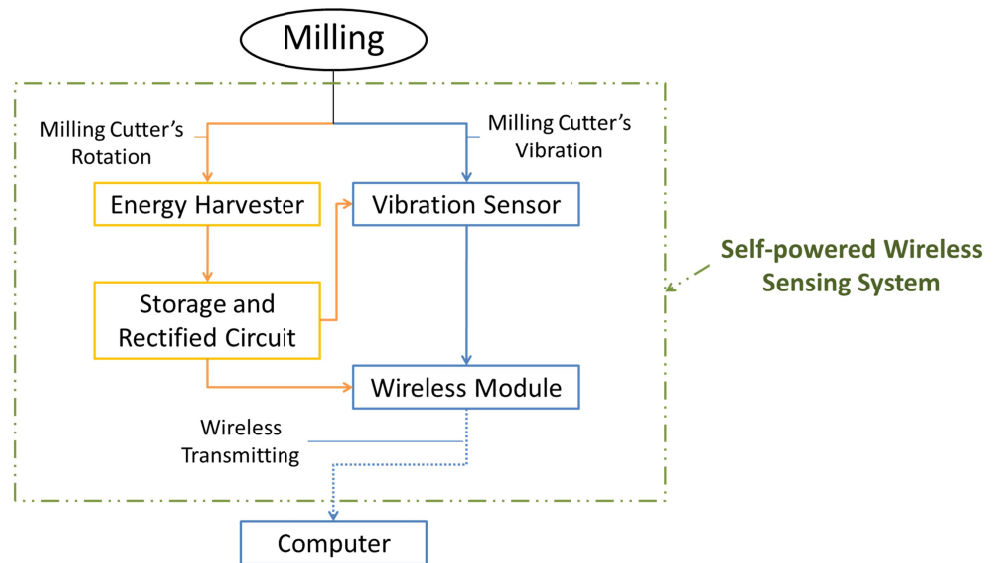 Milling
Milling Cutter's
Rotation
Milling Cutter's
Vibration
Energy Harvester
Vibration Sensor
Self-powered Wireless
Sensing System
Storage and
Rectified Circuit
Wireless Module
Wireless
Transmitting
Computer